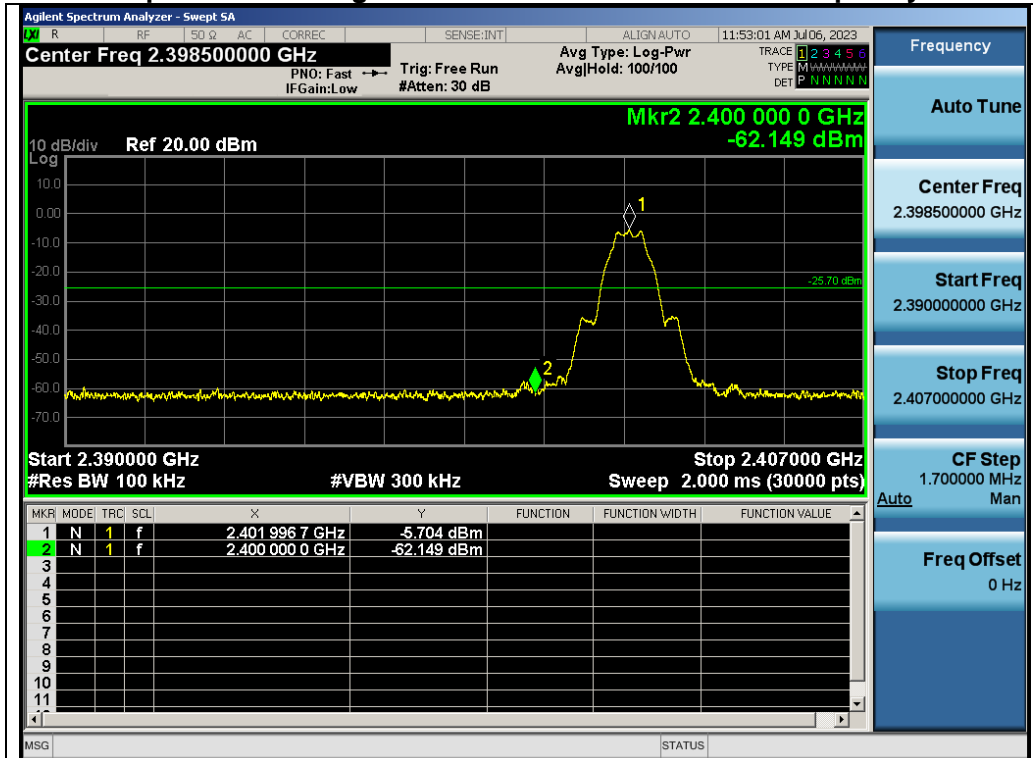 Agilent Spectrum Analyzer - Swept SA
LXI R RF 50 Ω AC CORREC SENSE:INT ALIGN AUTO 11:53:01 AM Jul 06, 2023
Center Freq 2.398500000 GHz
PNO: Fast
IFGain:Low
Trig: Free Run
#Atten: 30 dB
Avg Type: Log-Pwr
Avg|Hold: 100/100
TRACE 1 2 3 4 5 6
TYPE M WWWWW
DET P N N N N N
Mkr2 2.400 000 0 GHz
-62.149 dBm
10 dB/div Ref 20.00 dBm
Log
10.0
0.00
-10.0
-20.0
-30.0
-40.0
-50.0
-60.0
-70.0
1
2
-25.70 dBm
Start 2.390000 GHz Stop 2.407000 GHz
#Res BW 100 kHz #VBW 300 kHz Sweep 2.000 ms (30000 pts)
MKR MODE TRC SCL X Y FUNCTION FUNCTION WIDTH FUNCTION VALUE
1 N 1 f 2.401 996 7 GHz -5.704 dBm
2 N 1 f 2.400 000 0 GHz -62.149 dBm
3
4
5
6
7
8
9
10
11
MSG STATUS
Frequency
Auto Tune
Center Freq
2.398500000 GHz
Start Freq
2.390000000 GHz
Stop Freq
2.407000000 GHz
CF Step
1.700000 MHz
Auto Man
Freq Offset
0 Hz